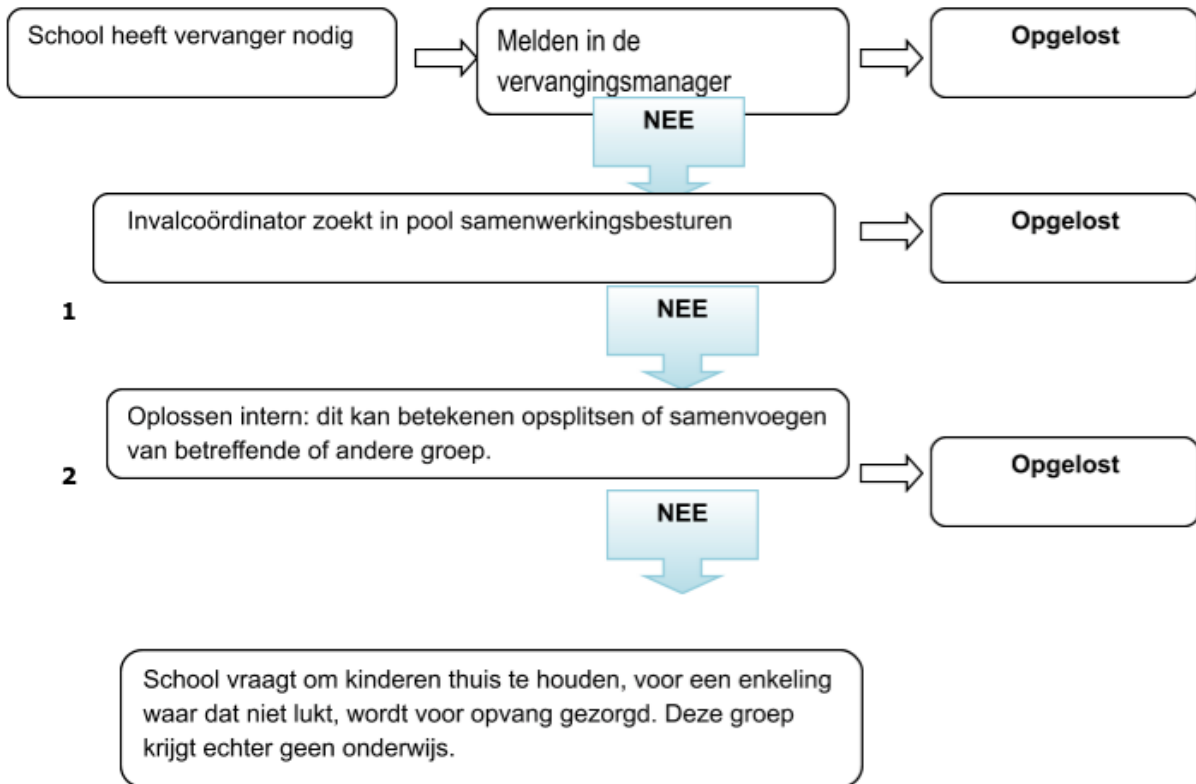 School heeft vervanger nodig
Melden in de
vervangingsmanager
Opgelost
NEE
Invalcoördinator zoekt in pool samenwerkingsbesturen
Opgelost
1
NEE
Oplossen intern: dit kan betekenen opsplitsen of samenvoegen
van betreffende of andere groep.
Opgelost
2
NEE
School vraagt om kinderen thuis te houden, voor een enkeling
waar dat niet lukt, wordt voor opvang gezorgd. Deze groep
krijgt echter geen onderwijs.